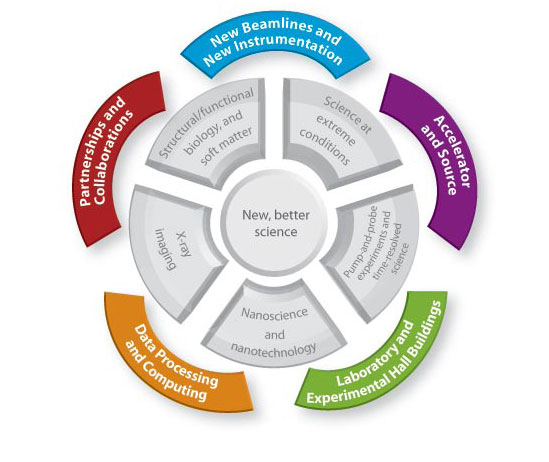 New Beamlines and
New Instrumentation
Accelerator
and Source
Laboratory and
Experimental Hall Buildings
Data Processing
and Computing
Partnerships and
Collaborations
Structural/functional
biology, and
soft matter
Science at
extreme
conditions
Pump-and-probe
experiments and
time-resolved
science
Nanoscience
and
nanotechnology
X-ray
imaging
New, better
science